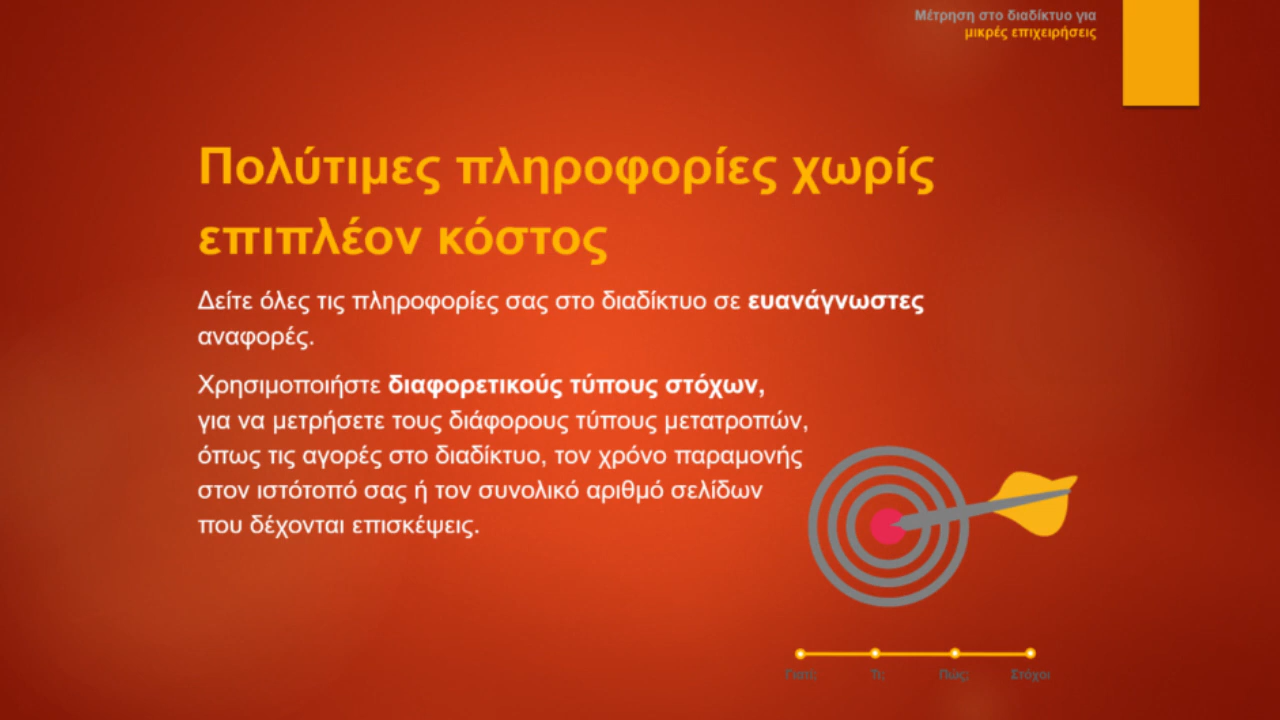 Μέτρηση στο διαδίκτυο για
μικρές επιχειρήσεις
Πολύτιμες πληροφορίες χωρίς
επιπλέον κόστος
Δείτε όλες τις πληροφορίες σας στο διαδίκτυο σε ευανάγνωστες
αναφορές.
Χρησιμοποιήστε διαφορετικούς τύπους στόχων,
για να μετρήσετε τους διάφορους τύπους μετατροπών,
όπως τις αγορές στο διαδίκτυο, τον χρόνο παραμονής
στον ιστότοπό σας ή τον συνολικό αριθμό σελίδων
που δέχονται επισκέψεις.
Γιατί; Τι; Πώς; Στόχοι